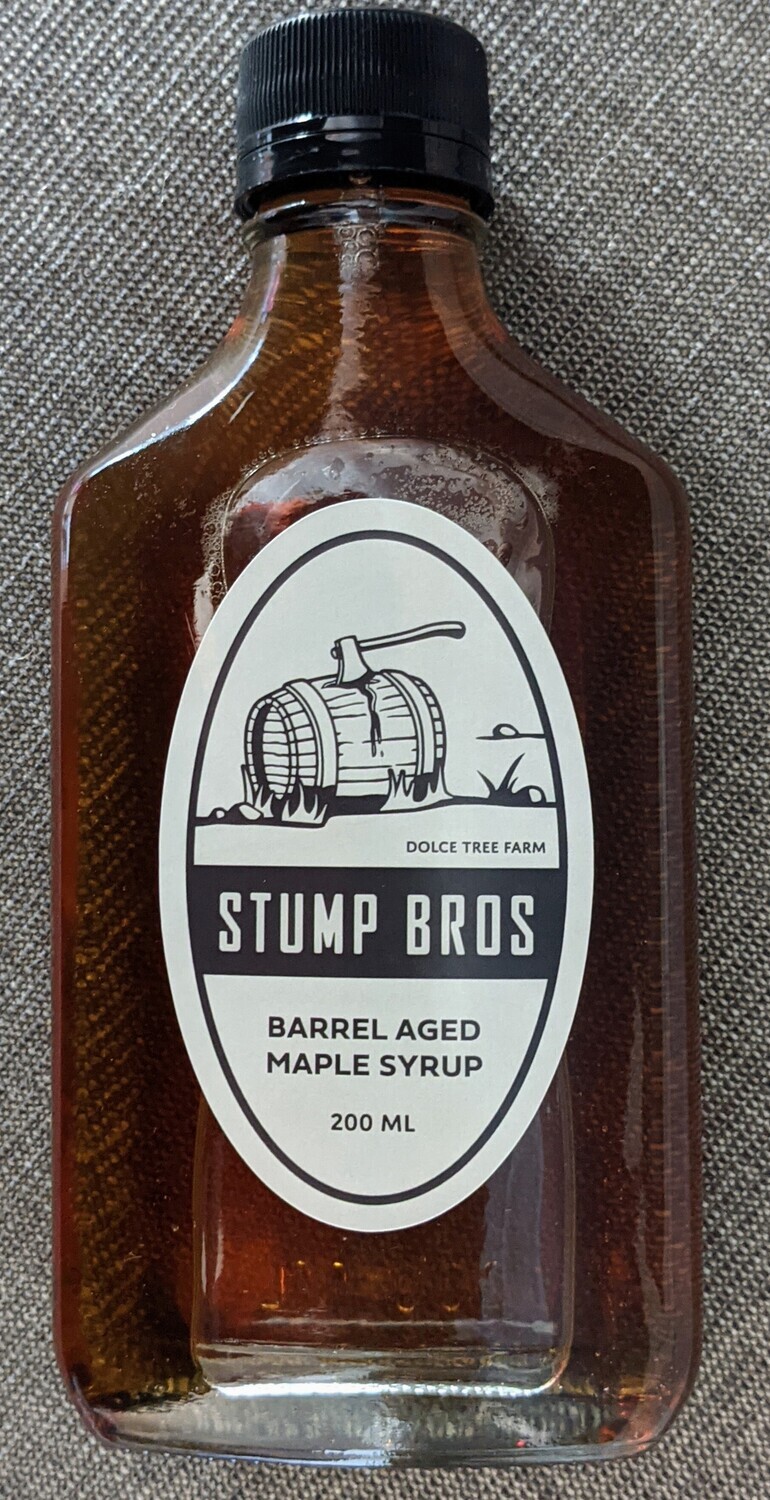 DOLCE TREE FARM
STUMP BROS
BARREL AGED
MAPLE SYRUP
200 ML